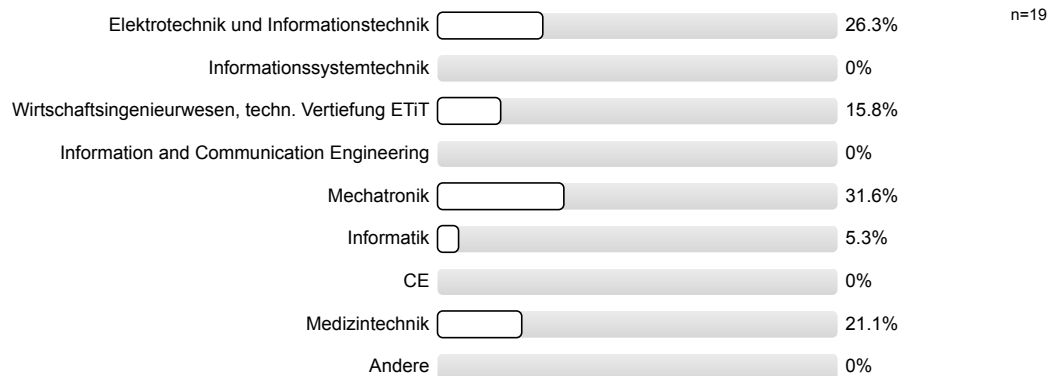 n=19
Elektrotechnik und Informationstechnik 26.3%
Informationssystemtechnik 0%
Wirtschaftsingenieurwesen, techn. Vertiefung ETiT 15.8%
Information and Communication Engineering 0%
Mechatronik 31.6%
Informatik 5.3%
CE 0%
Medizintechnik 21.1%
Andere 0%